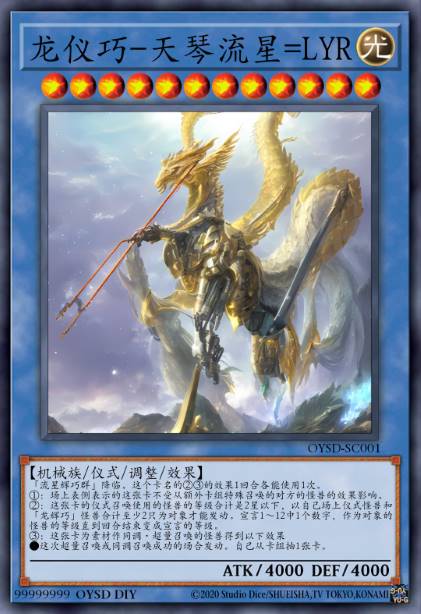 龙仪巧-天琴流星=LYR
光
OYSD-SC001
【机械族/仪式/调整/效果】
「流星辉巧群」降临。这个卡名的②③的效果1回合各能使用1次。
①：场上表侧表示的这张卡不受从额外卡组特殊召唤的对方的怪兽的效果影响。
②：这张卡的仪式召唤使用的怪兽的等级合计是2星以下，以自己场上仪式怪兽和
「龙辉巧」怪兽合计至少2只为对象才能发动。宣言1～12中1个数字，作为对象的
怪兽的等级直到回合结束变成宣言的等级。
③：这张卡为素材作同调·超量召唤的怪兽的得到以下效果
●这次超量召唤或同调召唤成功的场合发动。自己从卡组抽1张卡。
ATK/4000 DEF/4000
99999999 OYSD DIY ©2020 Studio Dice/SHUEISHA,TV TOKYO,KONAMI